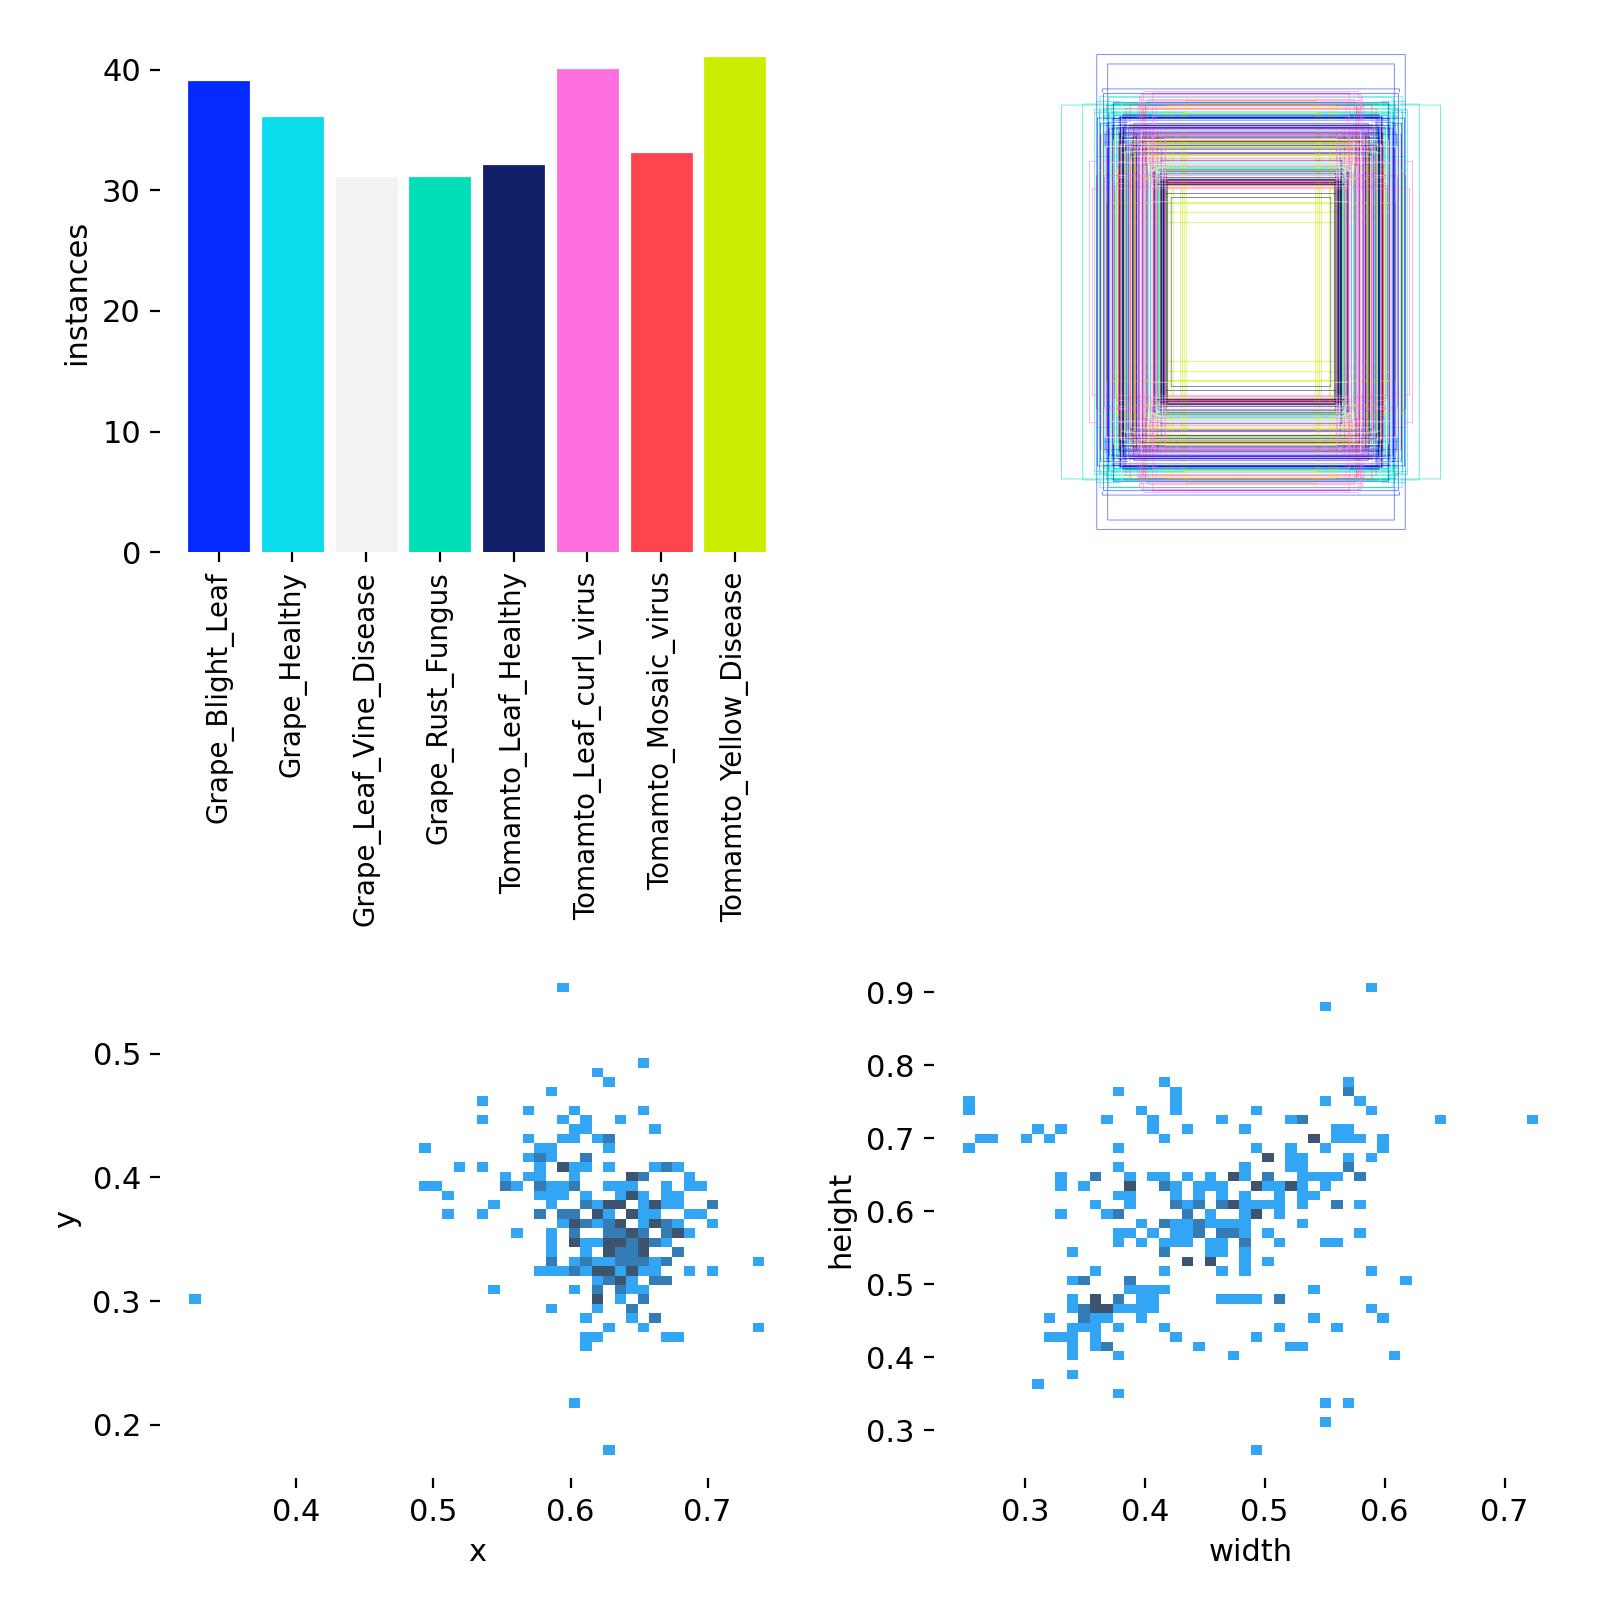 instances
40
30
20
10
0
Grape_Blight_Leaf
Grape_Healthy
Grape_Leaf_Vine_Disease
Grape_Rust_Fungus
Tomamto_Leaf_Healthy
Tomamto_Leaf_curl_virus
Tomamto_Mosaic_virus
Tomamto_Yellow_Disease
y
0.5
0.4
0.3
0.2
0.4 0.5 0.6 0.7
x
height
0.9
0.8
0.7
0.6
0.5
0.4
0.3
0.3 0.4 0.5 0.6 0.7
width